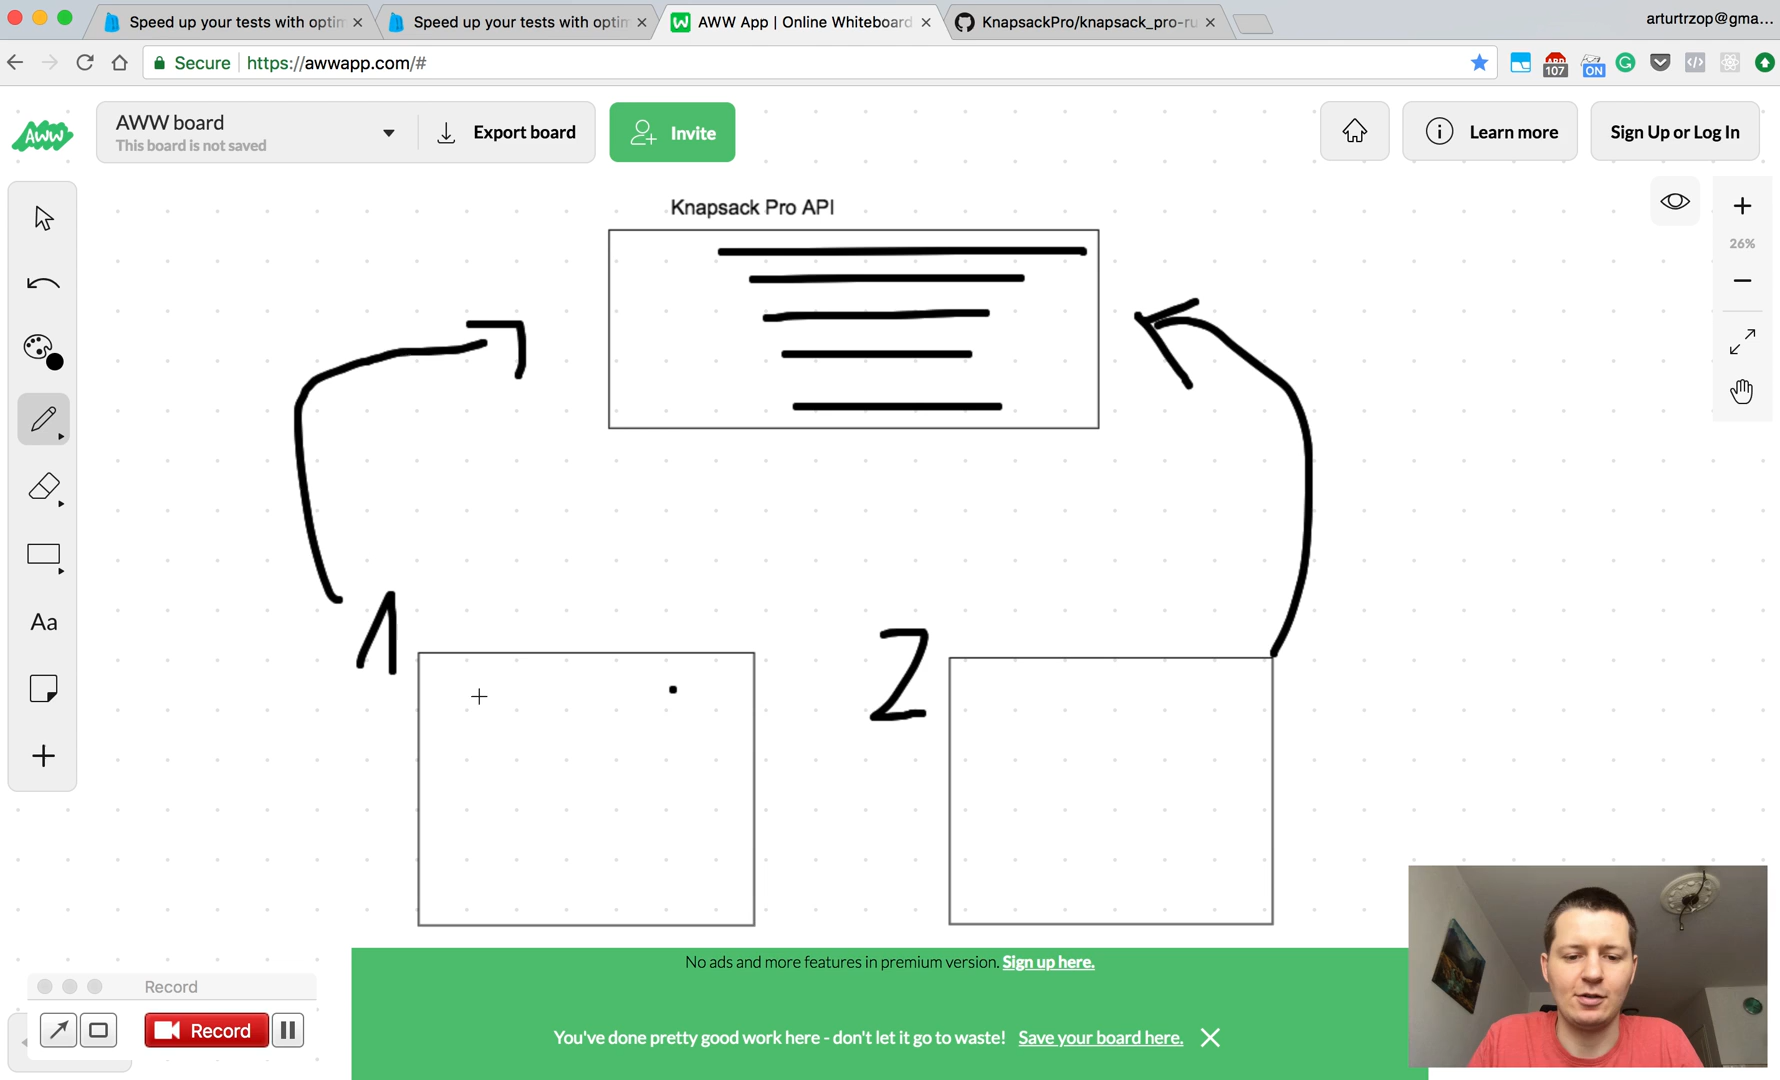 Speed up your tests with optim
Speed up your tests with optim
AWW App | Online Whiteboard
KnapsackPro/knapsack_pro-ru
arturtrzop@gma...
Secure
https://awwapp.com/#
107
ON
AWW
AWW board
This board is not saved
Export board
Invite
Learn more
Sign Up or Log In
Knapsack Pro API
26%
Aa
1
2
No ads and more features in premium version. Sign up here.
Record
Record
You've done pretty good work here - don't let it go to waste! Save your board here.